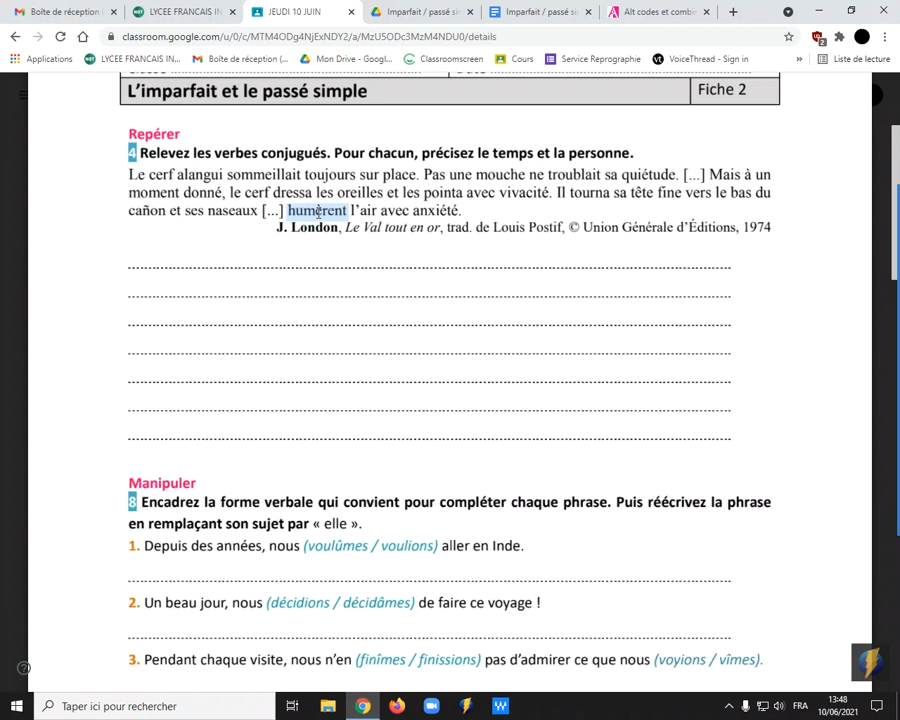 Boîte de réception (
LYCEE FRANCAIS IN
JEUDI 10 JUIN
Imparfait / passé sim
Imparfait / passé sim
Alt codes et combin
classroom.google.com/u/0/c/MTM4ODg4NjExNDY2/a/MzU5ODc3MzM4NDU0/details
Applications
LYCEE FRANCAIS IN...
Boîte de réception (...
Mon Drive - Googl...
Classroomscreen
Cours
Service Reprographie
VoiceThread - Sign in
»
Liste de lecture
L'imparfait et le passé simple
Fiche 2
Repérer
4 Relevez les verbes conjugués. Pour chacun, précisez le temps et la personne.
Le cerf alangui sommeillait toujours sur place. Pas une mouche ne troublait sa quiétude. [...] Mais à un
moment donné, le cerf dressa les oreilles et les pointa avec vivacité. Il tourna sa tête fine vers le bas du
cañon et ses naseaux [...] humèrent l'air avec anxiété.
J. London, Le Val tout en or, trad. de Louis Postif, © Union Générale d'Éditions, 1974
Manipuler
8 Encadrez la forme verbale qui convient pour compléter chaque phrase. Puis réécrivez la phrase
en remplaçant son sujet par « elle ».
1. Depuis des années, nous (voulûmes / voulions) aller en Inde.
2. Un beau jour, nous (décidions / décidâmes) de faire ce voyage !
3. Pendant chaque visite, nous n'en (finîmes / finissions) pas d'admirer ce que nous (voyions / vîmes).
Taper ici pour rechercher
FRA
13:48
10/06/2021